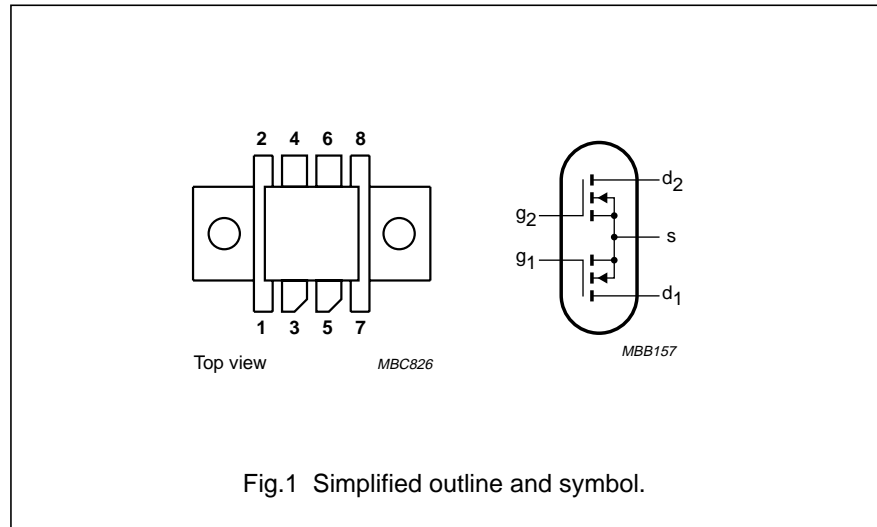 2 4 6 8
1 3 5 7
Top view MBC826
d2
g2
s
g1
d1
MBB157
Fig.1 Simplified outline and symbol.